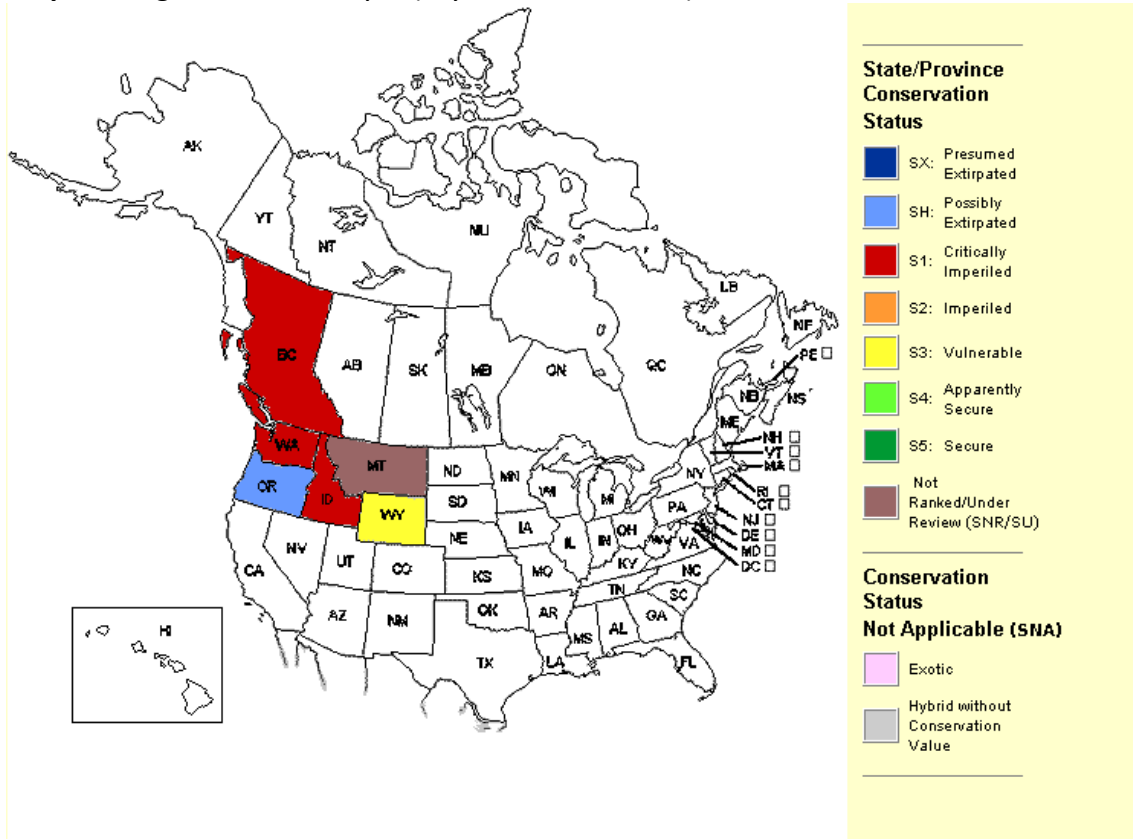 AK
YT
NT
NU
BC
AB
SK
MB
ON
QC
LB
NF
PE
NB
NS
ME
NH
VT
MA
RI
CT
NJ
DE
MD
DC
WA
MT
ND
MN
OR
ID
WY
SD
WI
MI
NY
NE
IA
PA
NV
UT
CO
IL
IN
OH
WV
VA
CA
KS
MO
KY
NC
TN
SC
AZ
NM
OK
AR
MS
AL
GA
TX
LA
FL
HI
State/Province
Conservation
Status
SX: Presumed
Extirpated
SH: Possibly
Extirpated
S1: Critically
Imperiled
S2: Imperiled
S3: Vulnerable
S4: Apparently
Secure
S5: Secure
Not
Ranked/Under
Review (SNR/SU)
Conservation
Status
Not Applicable (SNA)
Exotic
Hybrid without
Conservation
Value